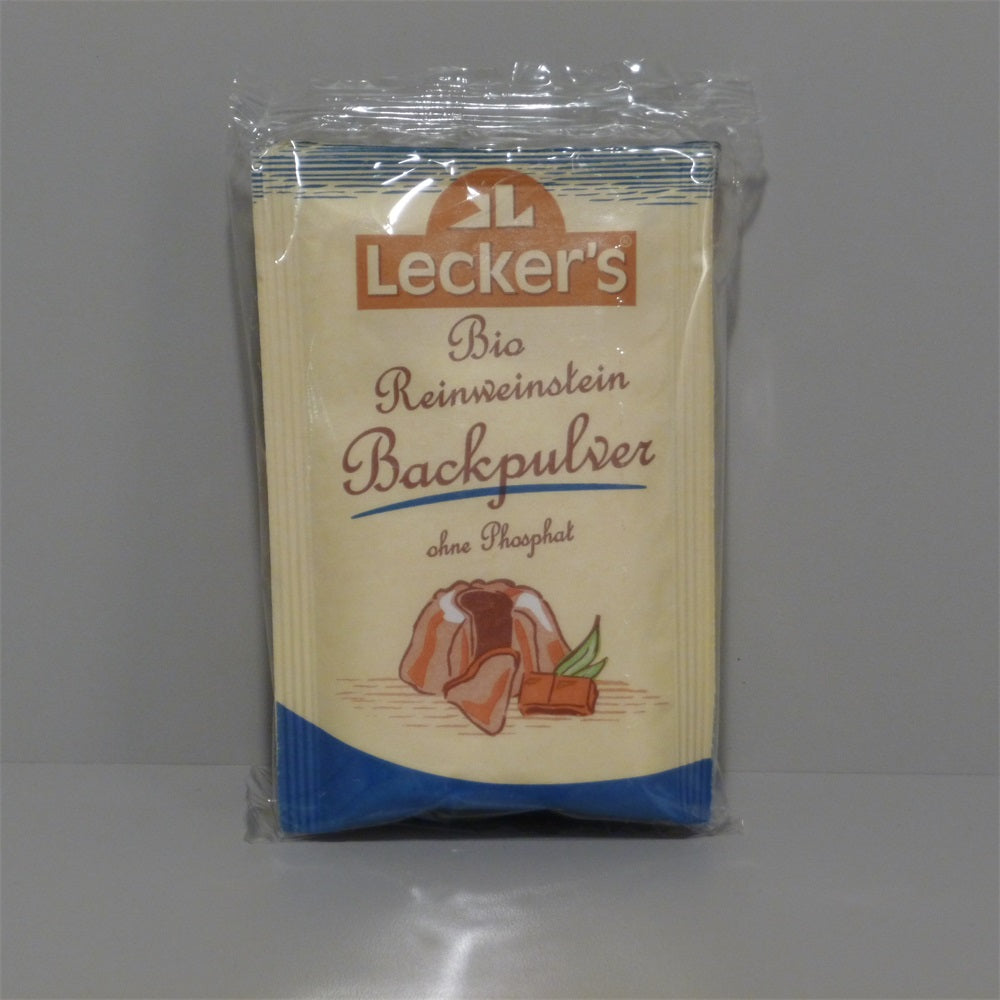 L
Lecker's®
Bio
Reinweinstein
Backpulver
ohne Phosphat